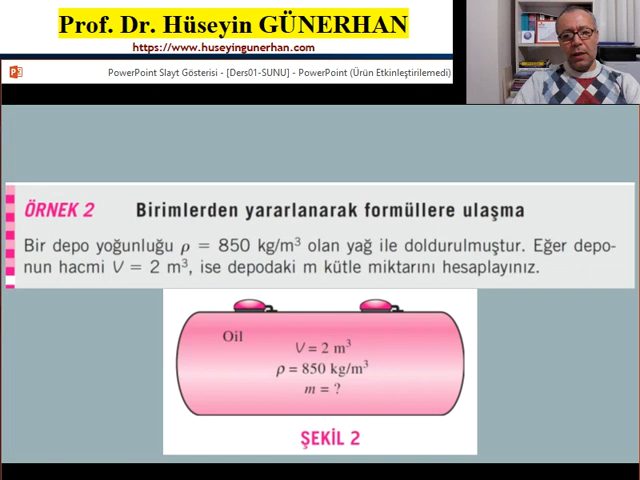 Prof. Dr. Hüseyin GÜNERHAN
https://www.huseyingunerhan.com
PowerPoint Slayt Gösterisi - [Ders01-SUNU] - PowerPoint (Ürün Etkinleştirilemedi)
ÖRNEK 2 Birimlerden yararlanarak formüllere ulaşma
Bir depo yoğunluğu ρ = 850 kg/m³ olan yağ ile doldurulmuştur. Eğer depo-
nun hacmi V = 2 m³, ise depodaki m kütle miktarını hesaplayınız.
Oil
V = 2 m³
ρ = 850 kg/m³
m = ?
ŞEKİL 2